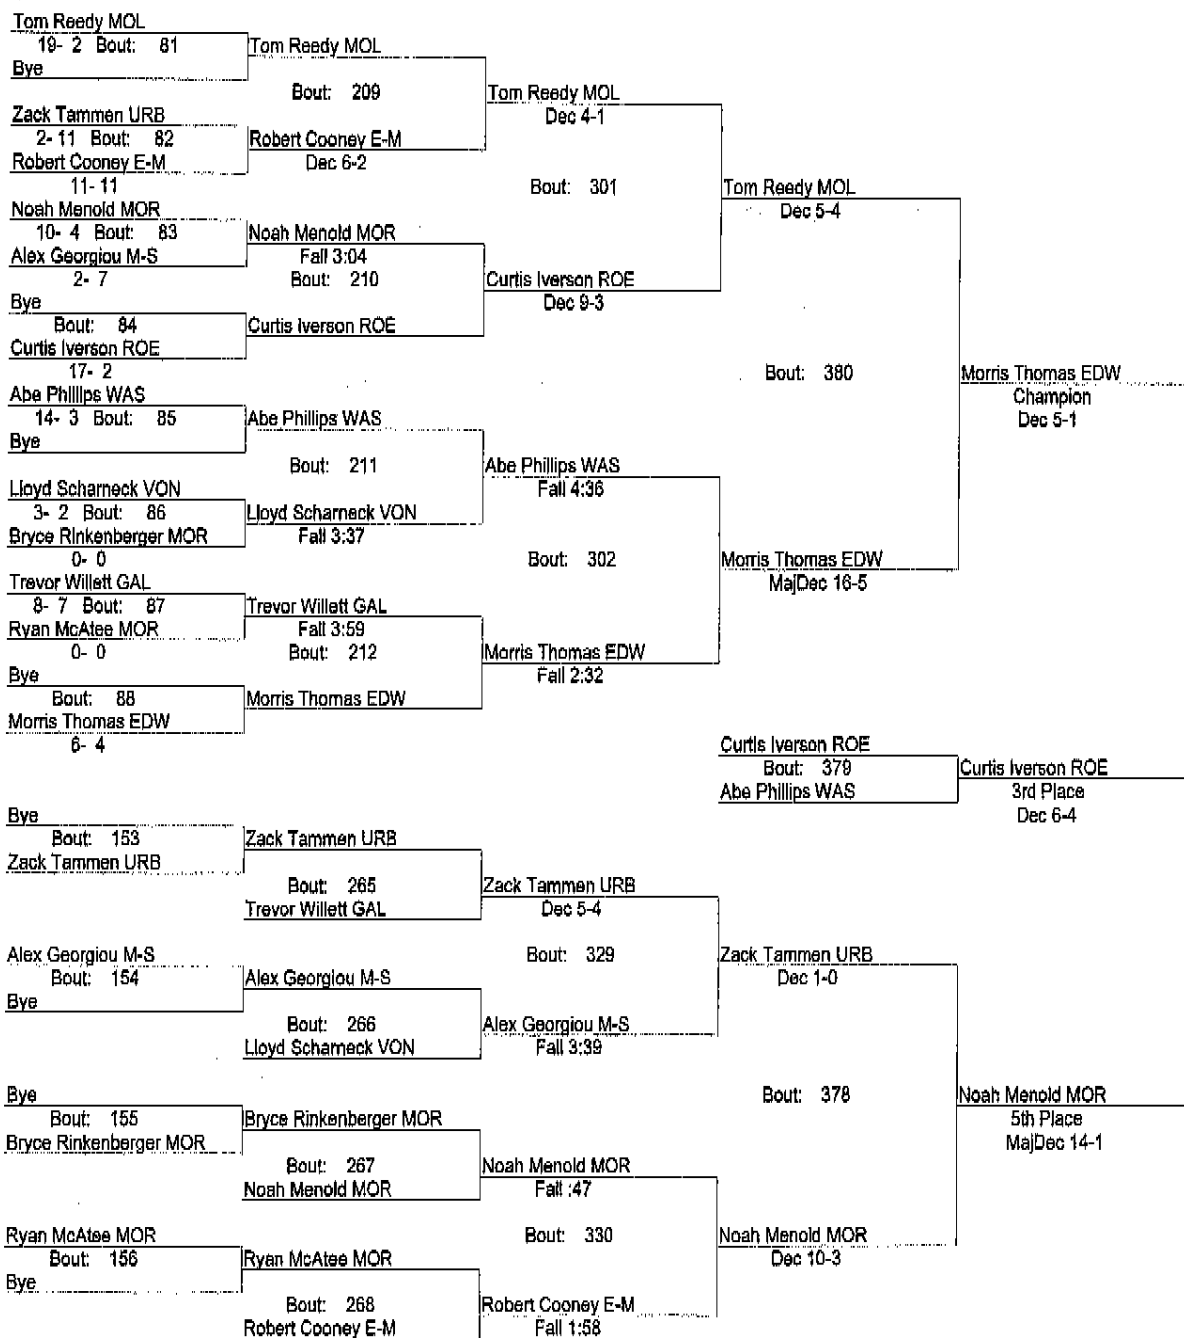 Tom Reedy MOL
19- 2 Bout: 81
Tom Reedy MOL
Bye
Bout: 209
Tom Reedy MOL
Dec 4-1
Zack Tammen URB
2- 11 Bout: 82
Robert Cooney E-M
Robert Cooney E-M
Dec 6-2
11- 11
Bout: 301
Tom Reedy MOL
Dec 5-4
Noah Menold MOR
10- 4 Bout: 83
Noah Menold MOR
Alex Georgiou M-S
Fall 3:04
2- 7
Bout: 210
Curtis Iverson ROE
Dec 9-3
Bye
Bout: 84
Curtis Iverson ROE
Curtis Iverson ROE
17- 2
Bout: 380
Morris Thomas EDW
Champion
Dec 5-1
Abe Phillips WAS
14- 3 Bout: 85
Abe Phillips WAS
Bye
Bout: 211
Abe Phillips WAS
Fall 4:36
Lloyd Scharneck VON
3- 2 Bout: 86
Lloyd Scharneck VON
Bryce Rinkenberger MOR
Fall 3:37
0- 0
Bout: 302
Morris Thomas EDW
MajDec 16-5
Trevor Willett GAL
8- 7 Bout: 87
Trevor Willett GAL
Ryan McAtee MOR
Fall 3:59
0- 0
Bout: 212
Morris Thomas EDW
Fall 2:32
Bye
Bout: 88
Morris Thomas EDW
Morris Thomas EDW
6- 4
Curtis Iverson ROE
Bout: 379
Curtis Iverson ROE
Abe Phillips WAS
3rd Place
Dec 6-4
Bye
Bout: 153
Zack Tammen URB
Zack Tammen URB
Bout: 265
Zack Tammen URB
Trevor Willett GAL
Dec 5-4
Alex Georgiou M-S
Bout: 154
Bout: 329
Zack Tammen URB
Dec 1-0
Alex Georgiou M-S
Bye
Bout: 266
Alex Georgiou M-S
Lloyd Scharneck VON
Fall 3:39
Bye
Bout: 155
Bout: 378
Noah Menold MOR
5th Place
MajDec 14-1
Bryce Rinkenberger MOR
Bryce Rinkenberger MOR
Bout: 267
Noah Menold MOR
Noah Menold MOR
Fall :47
Ryan McAtee MOR
Bout: 156
Bout: 330
Noah Menold MOR
Dec 10-3
Ryan McAtee MOR
Bye
Bout: 268
Robert Cooney E-M
Robert Cooney E-M
Fall 1:58